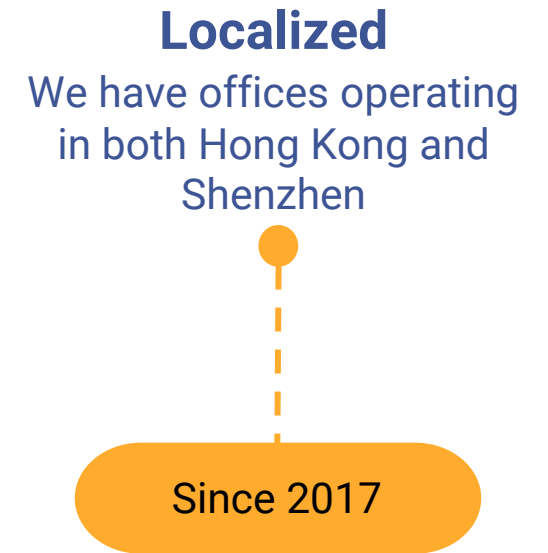 Localized
We have offices operating
in both Hong Kong and
Shenzhen
Since 2017